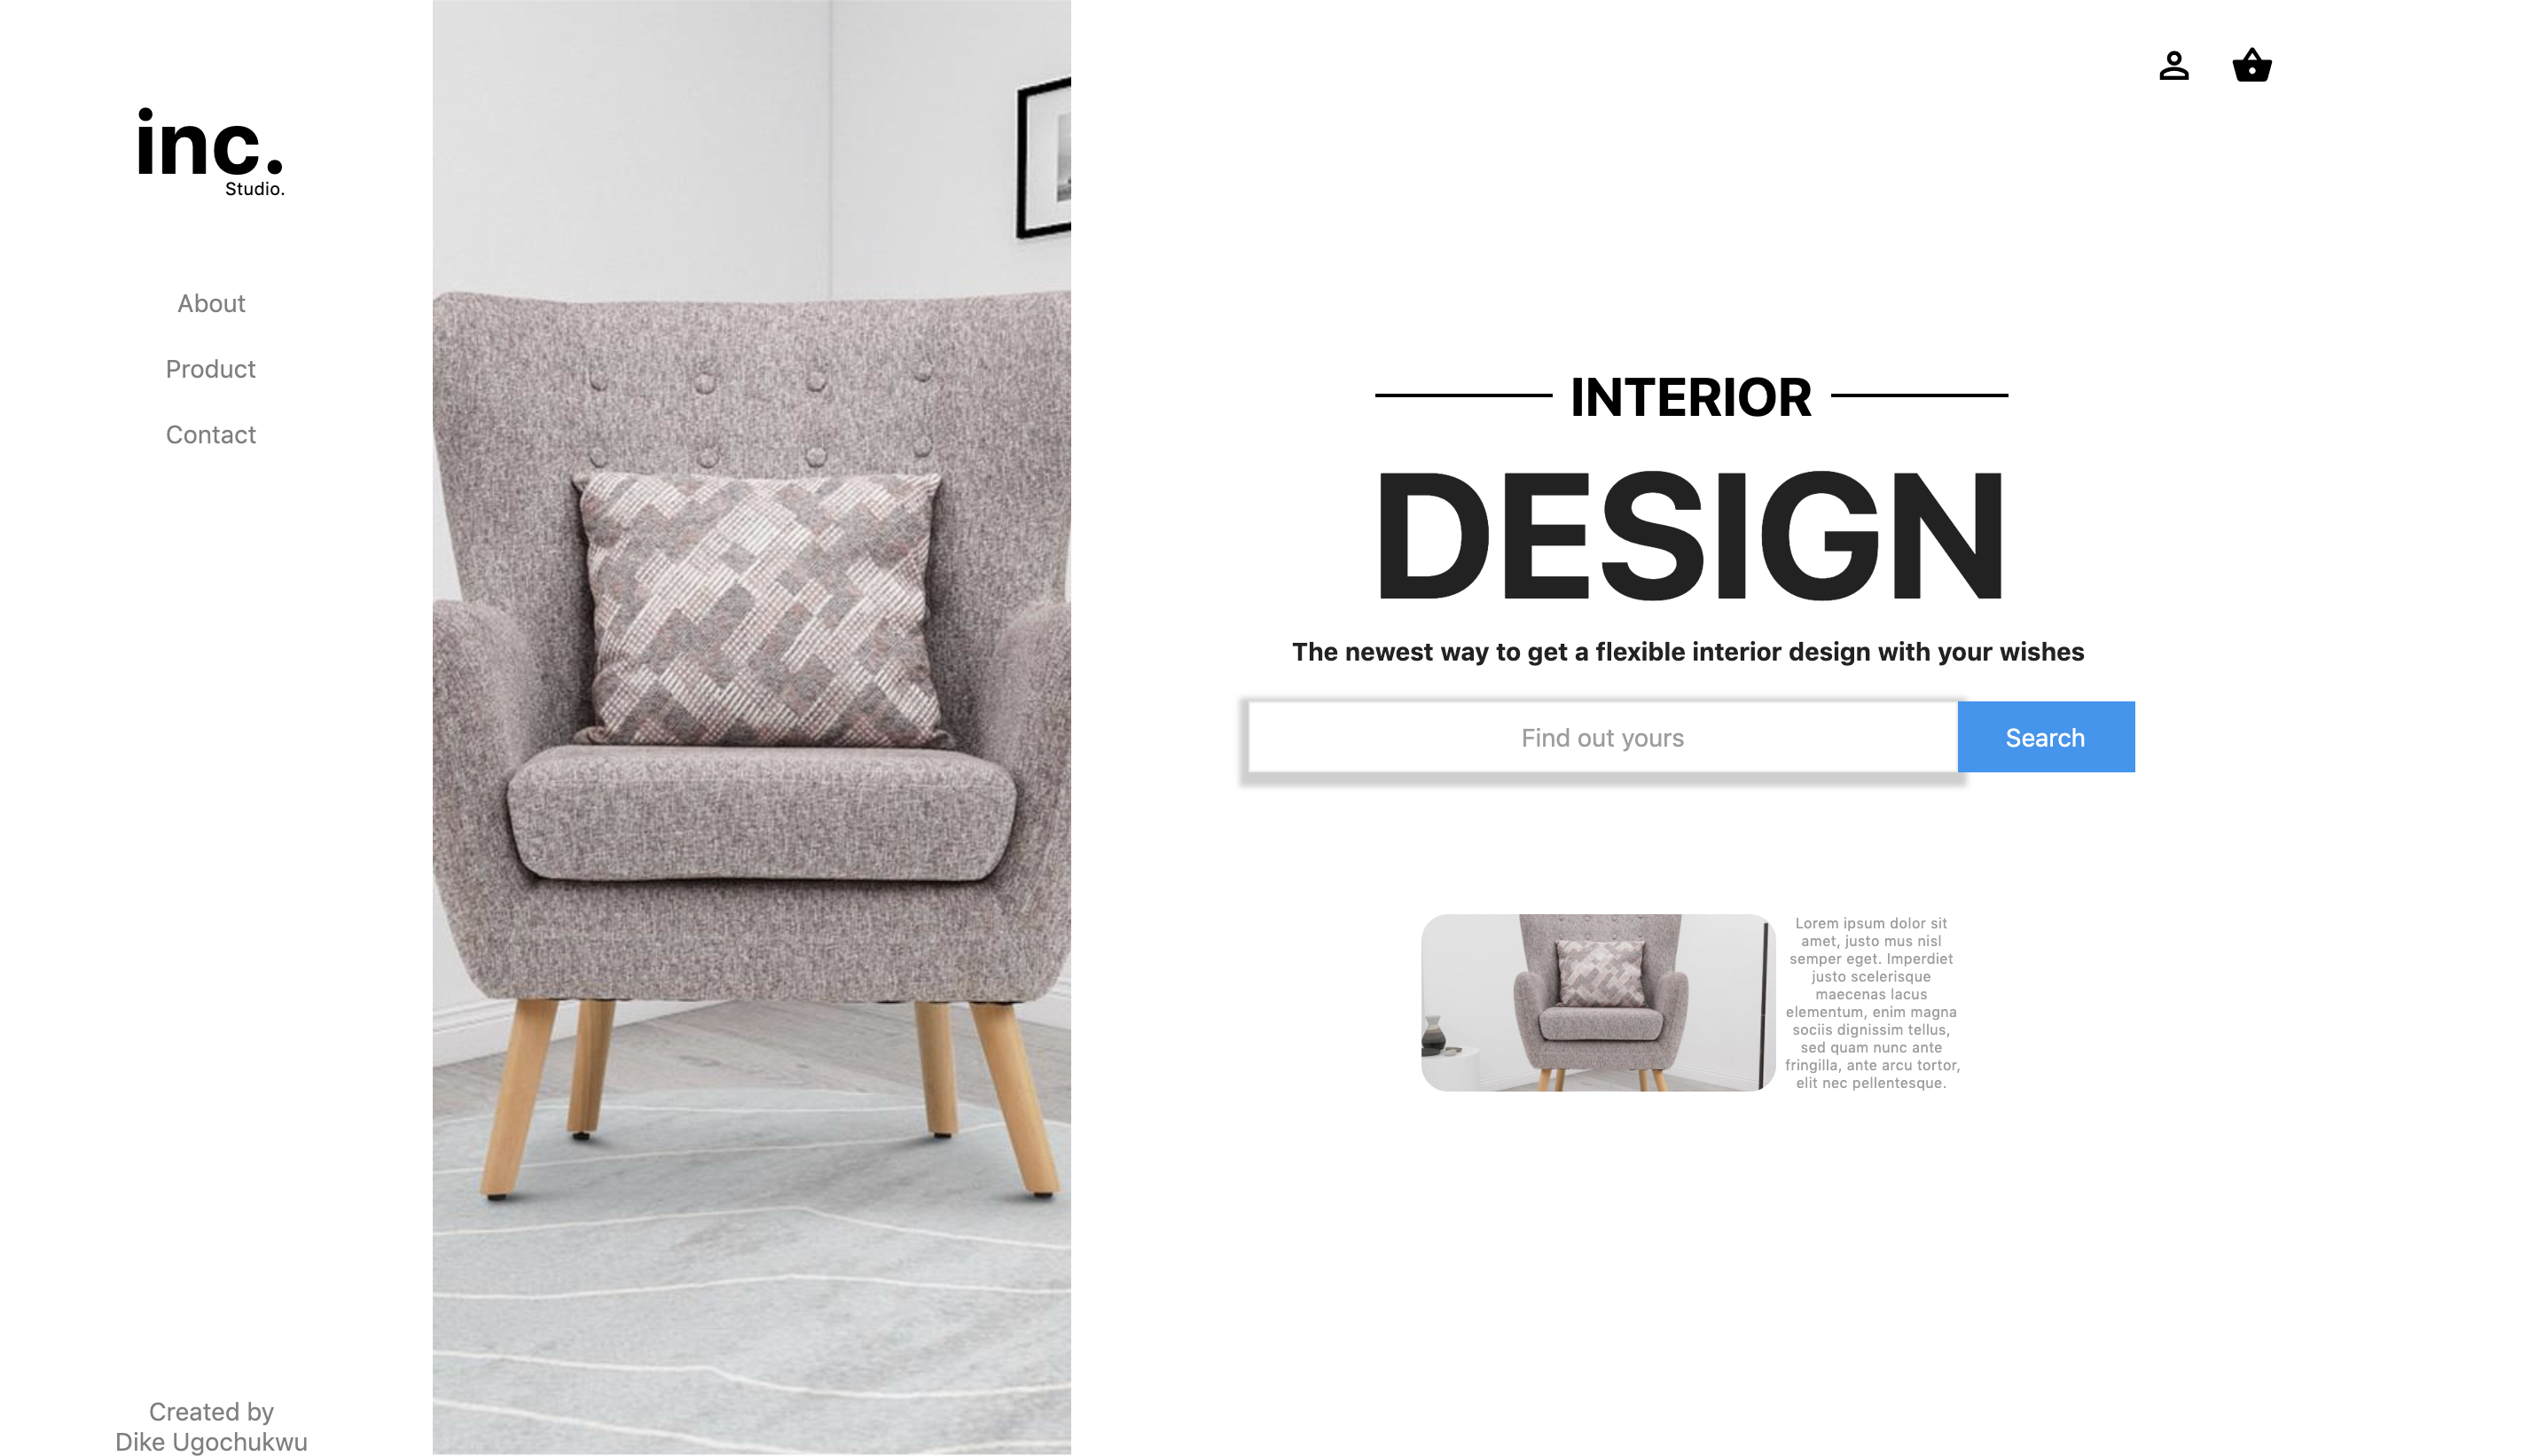 inc.
Studio.
About
Product
Contact
Created by
Dike Ugochukwu
INTERIOR
DESIGN
The newest way to get a flexible interior design with your wishes
Find out yours
Search
Lorem ipsum dolor sit
amet, justo mus nisl
semper eget. Imperdiet
justo scelerisque
maecenas lacus
elementum, enim magna
sociis dignissim tellus,
sed quam nunc ante
fringilla, ante arcu tortor,
elit nec pellentesque.